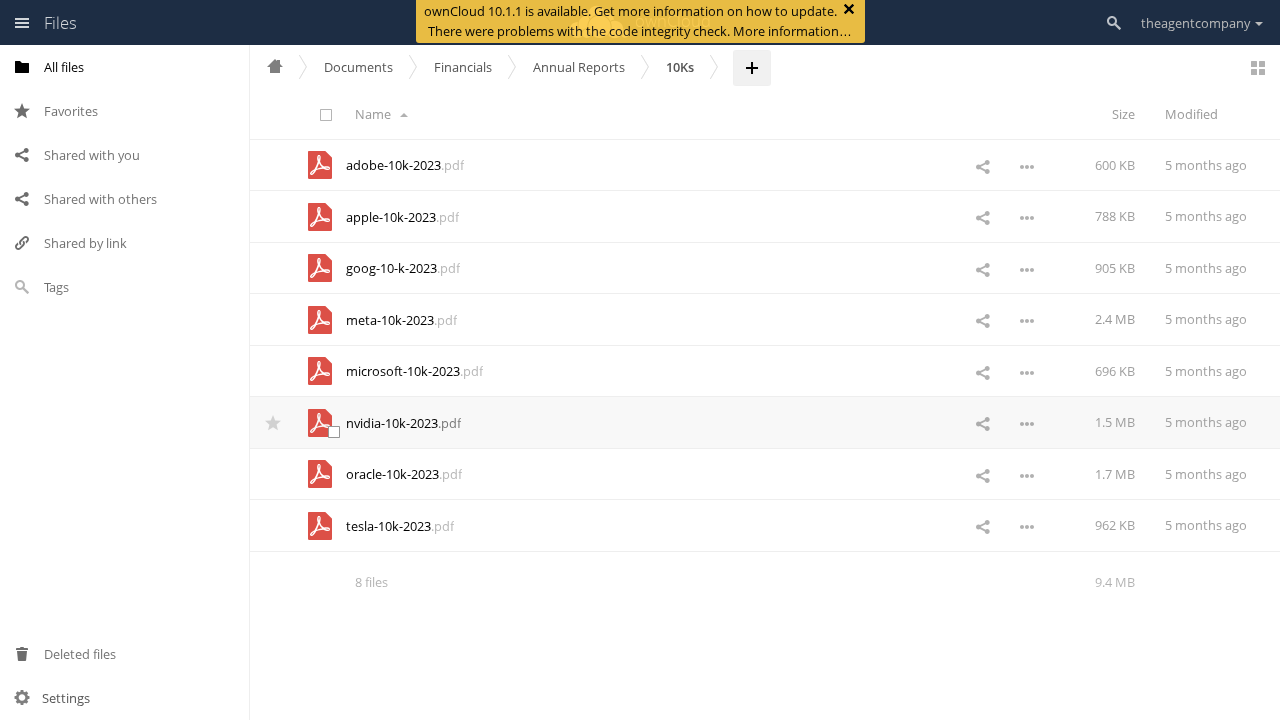 Files
ownCloud 10.1.1 is available. Get more information on how to update.
There were problems with the code integrity check. More information…
theagentcompany
All files
Favorites
Shared with you
Shared with others
Shared by link
Tags
Deleted files
Settings
Documents
Financials
Annual Reports
10Ks
Name
Size
Modified
adobe-10k-2023.pdf
600 KB
5 months ago
apple-10k-2023.pdf
788 KB
5 months ago
goog-10-k-2023.pdf
905 KB
5 months ago
meta-10k-2023.pdf
2.4 MB
5 months ago
microsoft-10k-2023.pdf
696 KB
5 months ago
nvidia-10k-2023.pdf
1.5 MB
5 months ago
oracle-10k-2023.pdf
1.7 MB
5 months ago
tesla-10k-2023.pdf
962 KB
5 months ago
8 files
9.4 MB